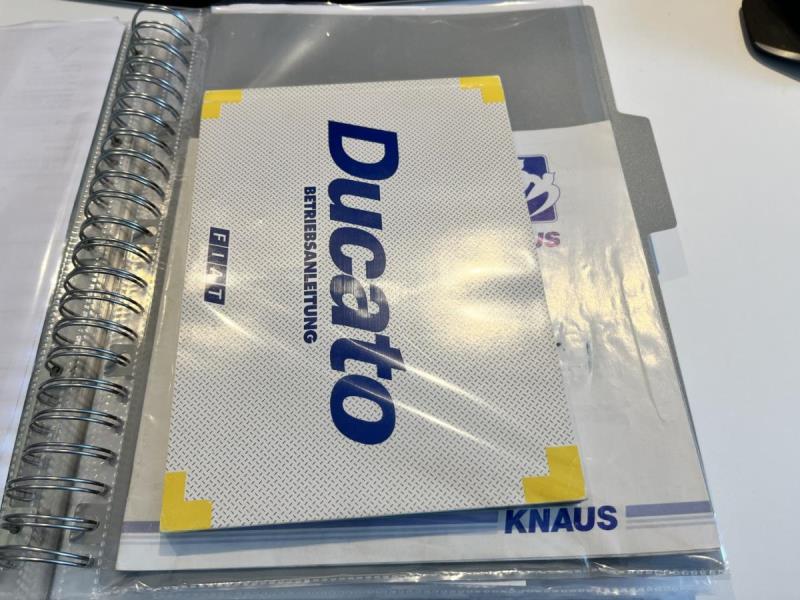 Ducato
BETRIEBSANLEITUNG
FIAT
KNAUS